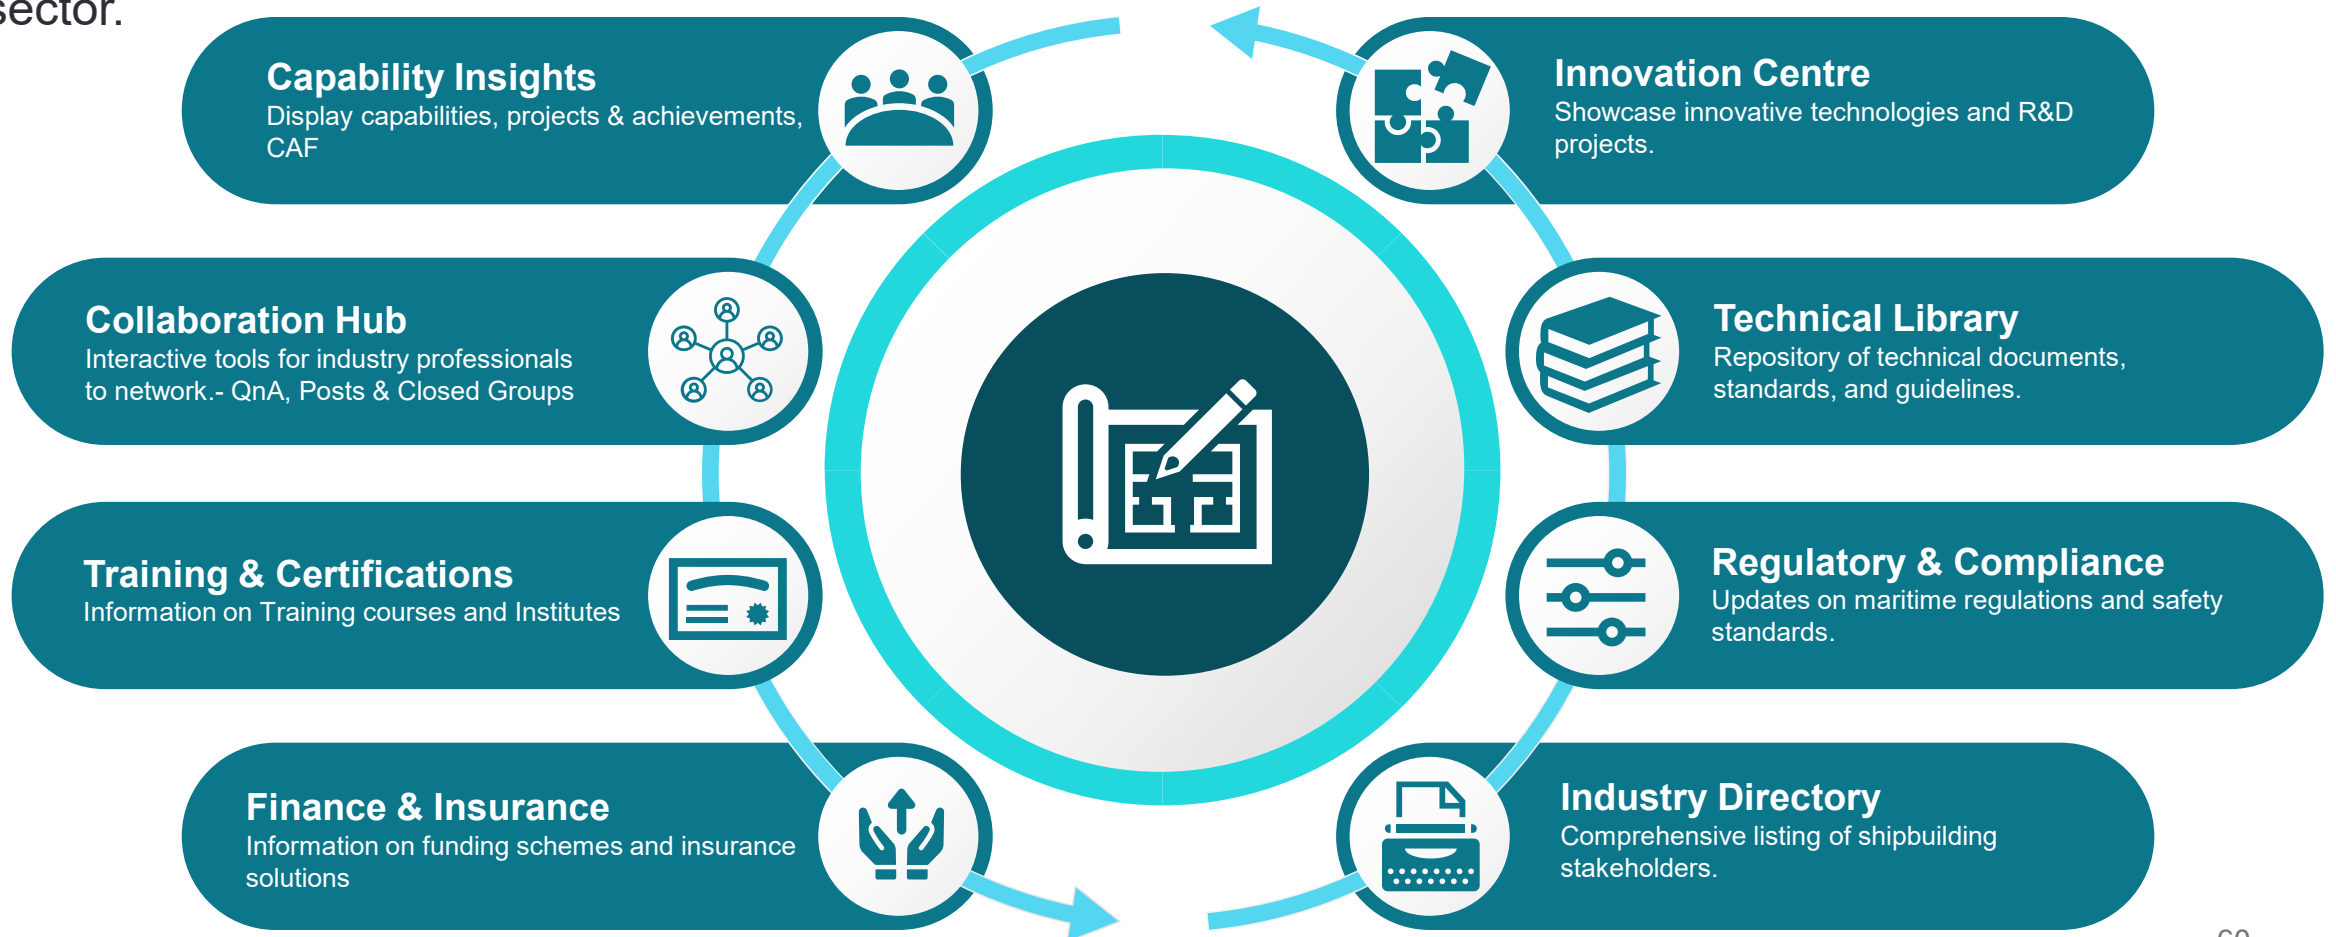 sector.
Capability Insights
Display capabilities, projects & achievements,
CAF
Collaboration Hub
Interactive tools for industry professionals
to network.- QnA, Posts & Closed Groups
Training & Certifications
Information on Training courses and Institutes
Finance & Insurance
Information on funding schemes and insurance
solutions
Innovation Centre
Showcase innovative technologies and R&D
projects.
Technical Library
Repository of technical documents,
standards, and guidelines.
Regulatory & Compliance
Updates on maritime regulations and safety
standards.
Industry Directory
Comprehensive listing of shipbuilding
stakeholders.